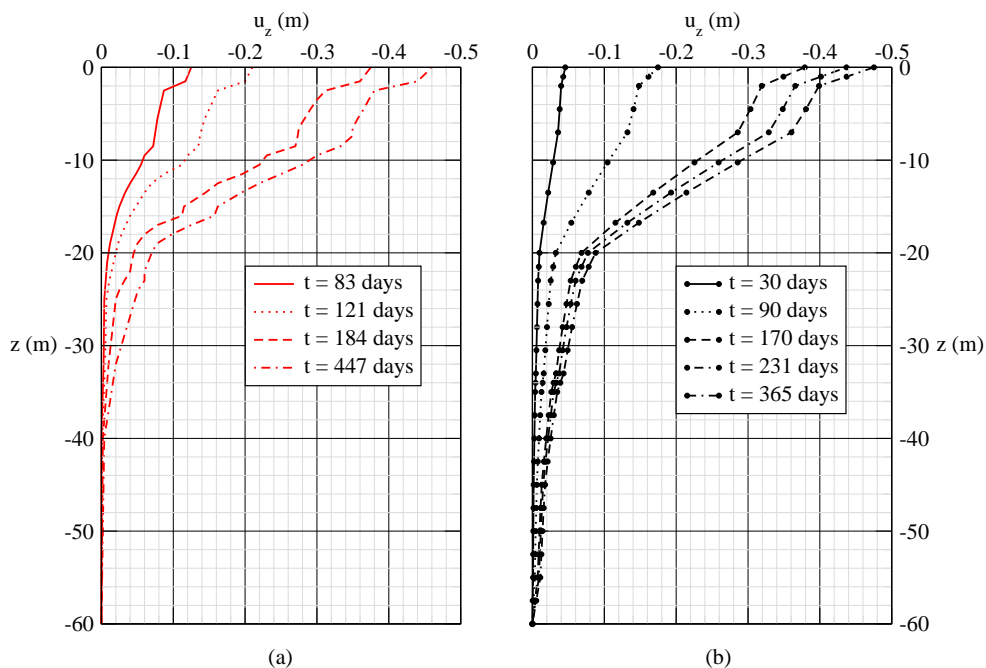 u_z (m)
0 -0.1 -0.2 -0.3 -0.4 -0.5
0
-10
-20
-30
-40
-50
-60
z (m)
t = 83 days
t = 121 days
t = 184 days
t = 447 days
(a)
u_z (m)
0 -0.1 -0.2 -0.3 -0.4 -0.5
0
-10
-20
-30
-40
-50
-60
z (m)
t = 30 days
t = 90 days
t = 170 days
t = 231 days
t = 365 days
(b)